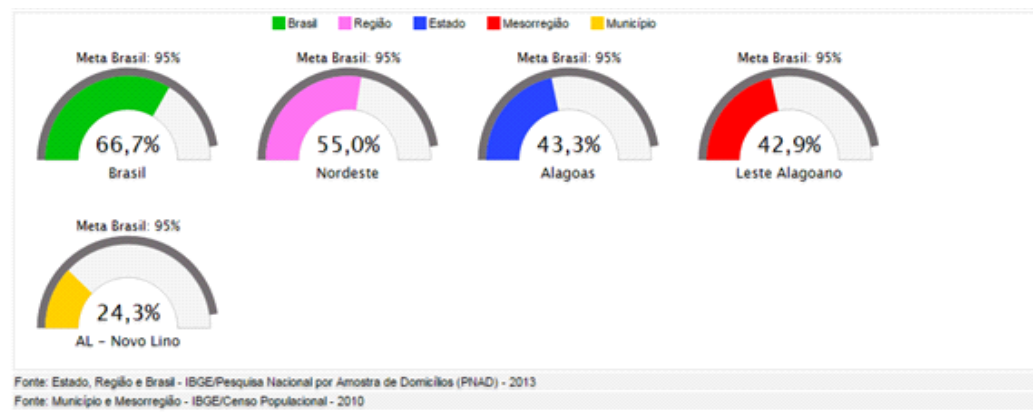 Brasil Região Estado Mesorregião Município
Meta Brasil: 95% Meta Brasil: 95% Meta Brasil: 95% Meta Brasil: 95%
66,7% 55,0% 43,3% 42,9%
Brasil Nordeste Alagoas Leste Alagoano
Meta Brasil: 95%
24,3%
AL – Novo Lino
Fonte: Estado, Região e Brasil - IBGE/Pesquisa Nacional por Amostra de Domicílios (PNAD) - 2013
Fonte: Município e Mesorregião - IBGE/Censo Populacional - 2010